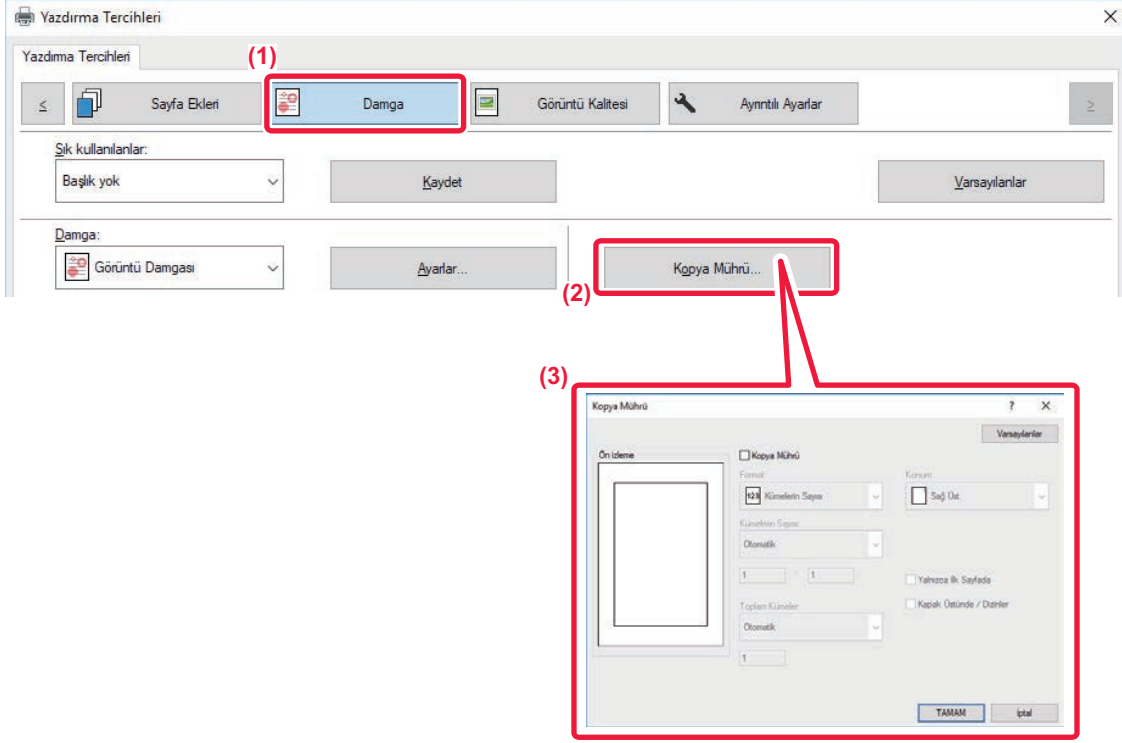 Yazdırma Tercihleri
Yazdırma Tercihleri
(1)
≤ Sayfa Ekleri Damga Görüntü Kalitesi Ayrıntılı Ayarlar ≥
Sık kullanılanlar:
Başlık yok Kaydet Varsayılanlar
Damga:
Görüntü Damgası Ayarlar... Kopya Mührü...
(2)
(3)
Kopya Mührü ? X
Varsayılanlar
Ön izleme Kopya Mührü
Format Konum
123 Kümelerin Sayısı Sağ Üst
Kümelerin Sayısı
Otomatik
1 1 Yalnızca İlk Sayfada
Toplam Kümeler Kapak Üstünde / Dizinler
Otomatik
1
TAMAM İptal